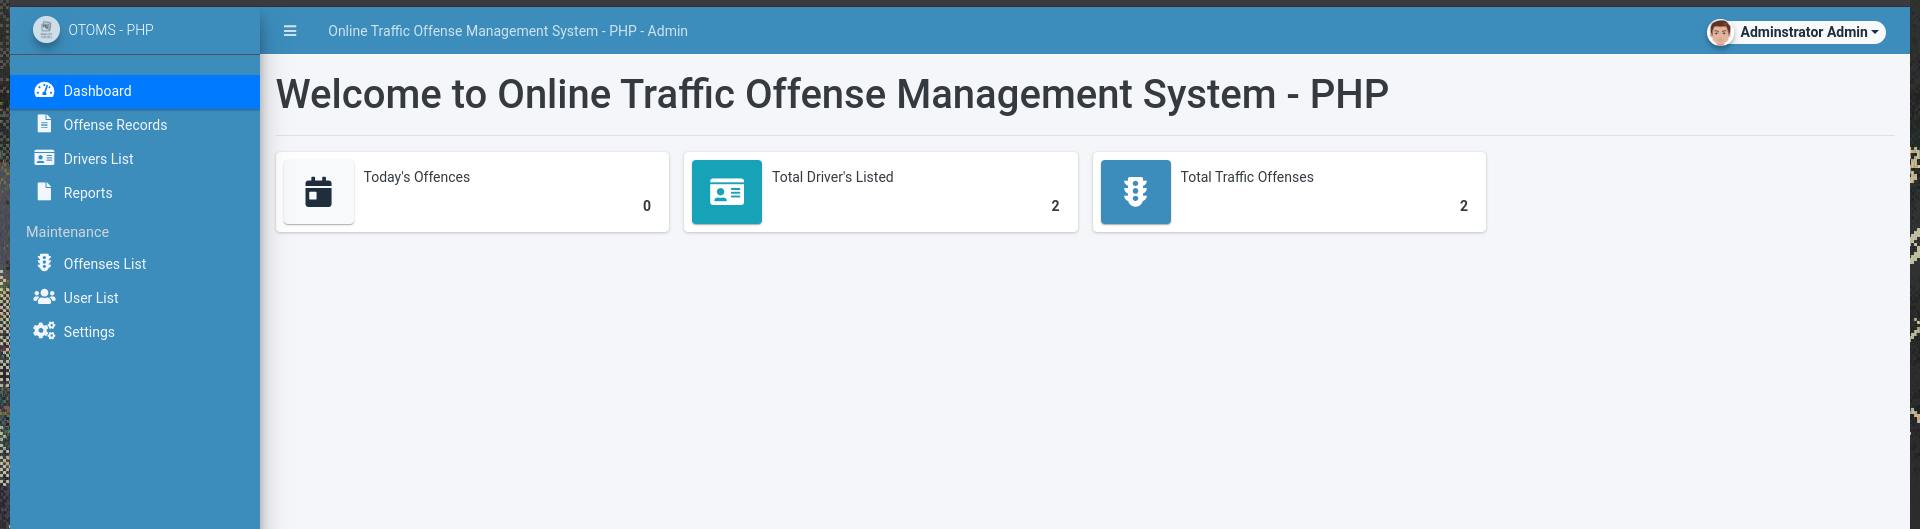 OTOMS - PHP
Online Traffic Offense Management System - PHP - Admin
Adminstrator Admin
Dashboard
Offense Records
Drivers List
Reports
Maintenance
Offenses List
User List
Settings
Welcome to Online Traffic Offense Management System - PHP
Today's Offences
0
Total Driver's Listed
2
Total Traffic Offenses
2